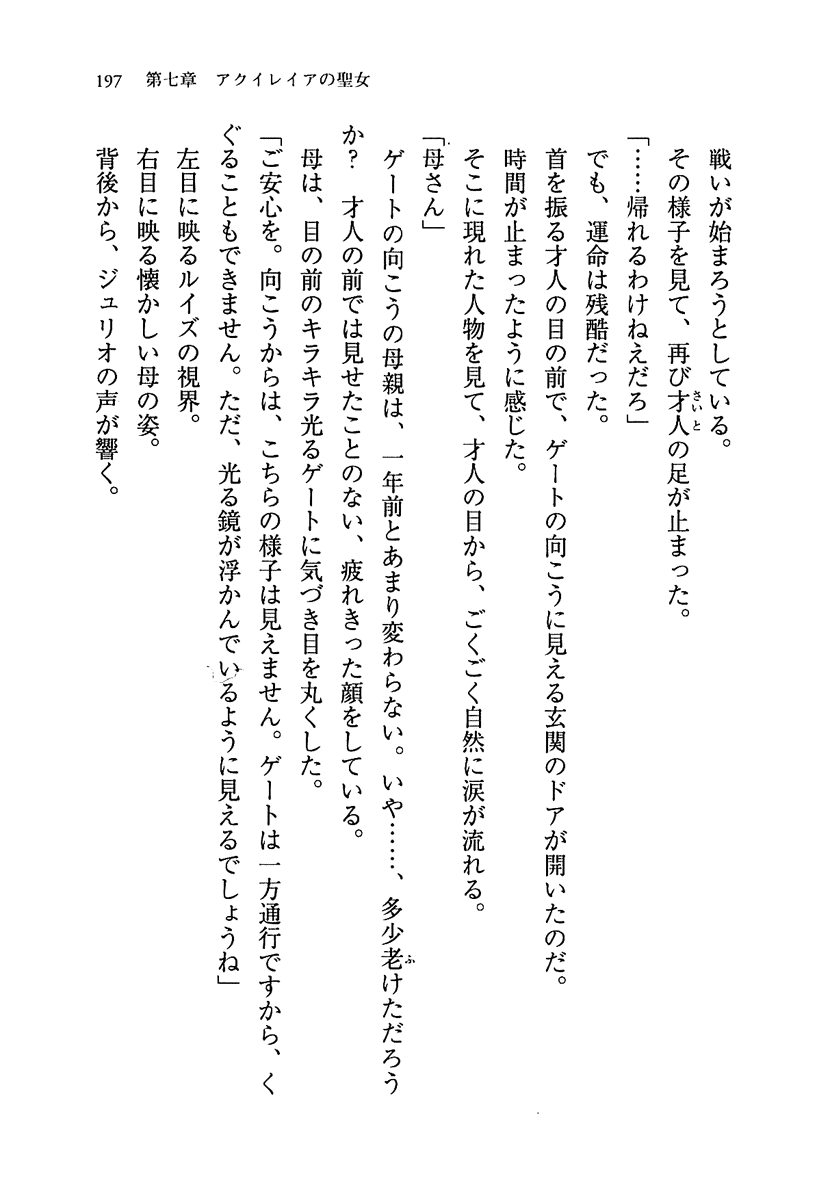 197　第七章　アクイレイアの聖女
戦いが始まろうとしている。
その様子を見て、再び才人の足が止まった。
さいと
「……帰れるわけねえだろ」
でも、運命は残酷だった。
首を振る才人の目の前で、ゲートの向こうに見える玄関のドアが開いたのだ。
時間が止まったように感じた。
そこに現れた人物を見て、才人の目から、ごくごく自然に涙が流れる。
「母さん」
ゲートの向こうの母親は、一年前とあまり変わらない。いや……、多少老けただろう
ふ
か？　才人の前では見せたことのない、疲れきった顔をしている。
母は、目の前のキラキラ光るゲートに気づき目を丸くした。
「ご安心を。向こうからは、こちらの様子は見えません。ゲートは一方通行ですから、く
ぐることもできません。ただ、光る鏡が浮かんでいるように見えるでしょうね」
左目に映るルイズの視界。
右目に映る懐かしい母の姿。
背後から、ジュリオの声が響く。